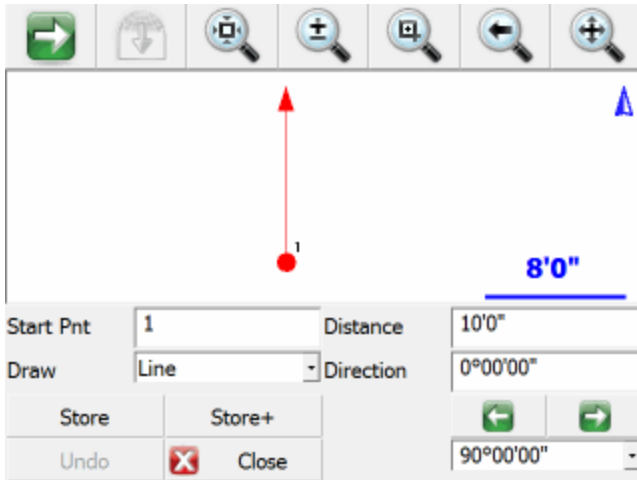 1
8'0"
Start Pnt 1 Distance 10'0"
Draw Line Direction 0°00'00"
Store Store+
Undo Close 90°00'00"